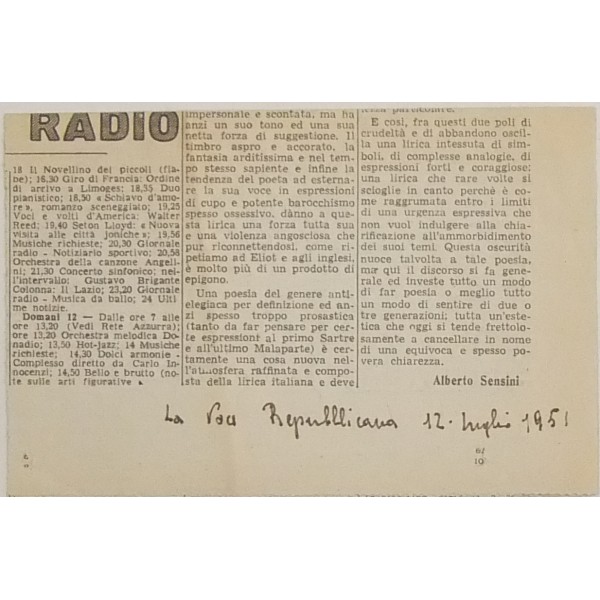 RADIO
18 Il Novellino dei piccoli (fia-
be); 16,30 Giro di Francia: Ordine
di arrivo a Limoges; 18,35 Duo
pianistico; 18,50 « Schiavo d'amo-
re », romanzo sceneggiato; 19,25
Voci e volti d'America: Walter
Reed; 19,40 Seton Lloyd: « Nuova
visita alle città joniche »; 19,56
Musiche richieste; 20,30 Giornale
radio - Notiziario sportivo; 20,58
Orchestra della canzone Angeli-
ni; 21,30 Concerto sinfonico; nel-
l'intervallo: Gustavo Brigante
Colonna: Il Lazio; 23,20 Giornale
radio - Musica da ballo; 24 Ulti
me notizie.
Domani 12 — Dalle ore 7 alle
ore 13,20 (Vedi Rete Azzurra);
ore 13,20 Orchestra melodica Do-
nadio; 13,50 Hot-Jazz; 14 Musiche
richieste; 14,30 Dolci armonie -
Complesso diretto da Carlo In-
nocenzi; 14,50 Bello e brutto (no-
te sulle arti figurative
impersonale e scontata, ma ha
anzi un suo tono ed una sua
netta forza di suggestione. Il
timbro aspro e accorato, la
fantasia arditissima e nel tem-
po stesso sapiente e infine la
tendenza del poeta ad esterna-
re la sua voce in espressioni
di cupo e potente barocchismo
spesso ossessivo, dànno a que-
sta lirica una forza tutta sua
e una violenza angosciosa che
pur riconnettendosi, come ri-
petiamo ad Eliot e agli inglesi,
è molto più di un prodotto di
epigono.
Una poesia del genere anti-
elegiaca per definizione ed an-
zi spesso troppo prosastica
(tanto da far pensare per cer-
te espressioni al primo Sartre
e all'ultimo Malaparte) è cer-
tamente una cosa nuova nel-
l'atmosfera raffinata e compo-
sta della lirica italiana e deve
particolare.
E così, fra questi due poli di
crudeltà e di abbandono oscil-
la una lirica intessuta di sim-
boli, di complesse analogie, di
espressioni forti e coraggiose;
una lirica che rare volte si
scioglie in canto perchè è co-
me raggrumata entro i limiti
di una urgenza espressiva che
non vuol indulgere alla chia-
rificazione all'ammorbidimento
dei suoi temi. Questa oscurità
nuoce talvolta a tale poesia,
ma qui il discorso si fa gene-
rale ed investe tutto un modo
di far poesia o meglio tutto
un modo di sentire di due o
tre generazioni; tutta un'este-
tica che oggi si tende frettolo-
samente a cancellare in nome
di una equivoca e spesso po-
vera chiarezza.
Alberto Sensini
La Voce Repubblicana 12. luglio 1951